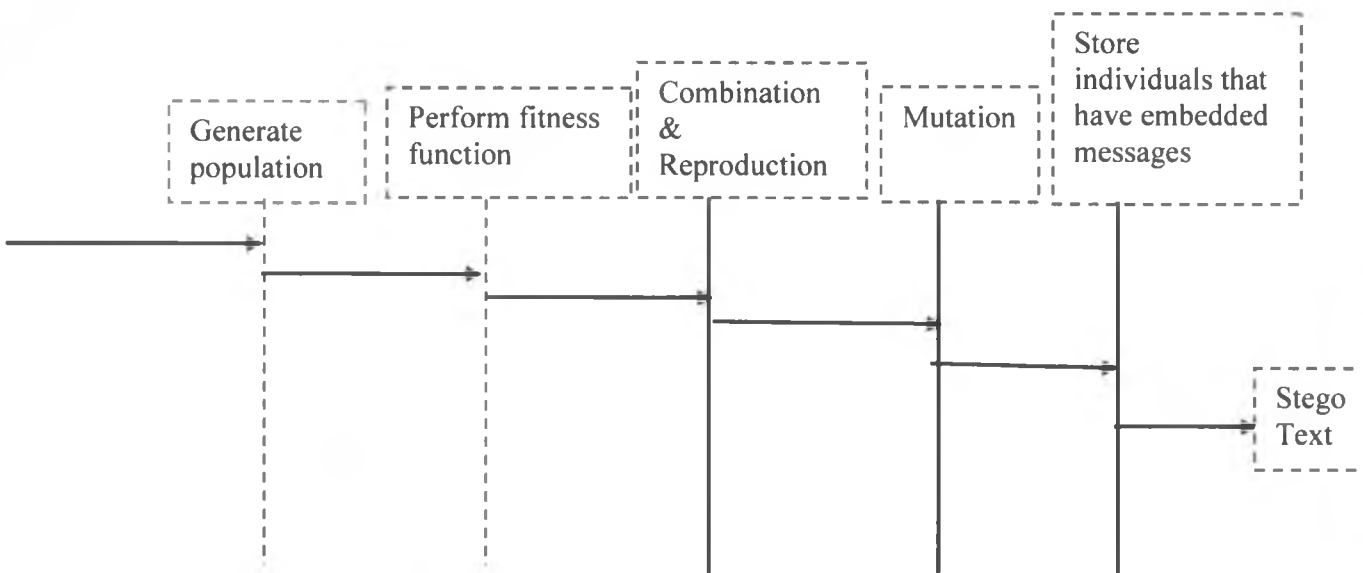 Generate
population
Perform fitness
function
Combination
&
Reproduction
Mutation
Store
individuals that
have embedded
messages
Stego
Text